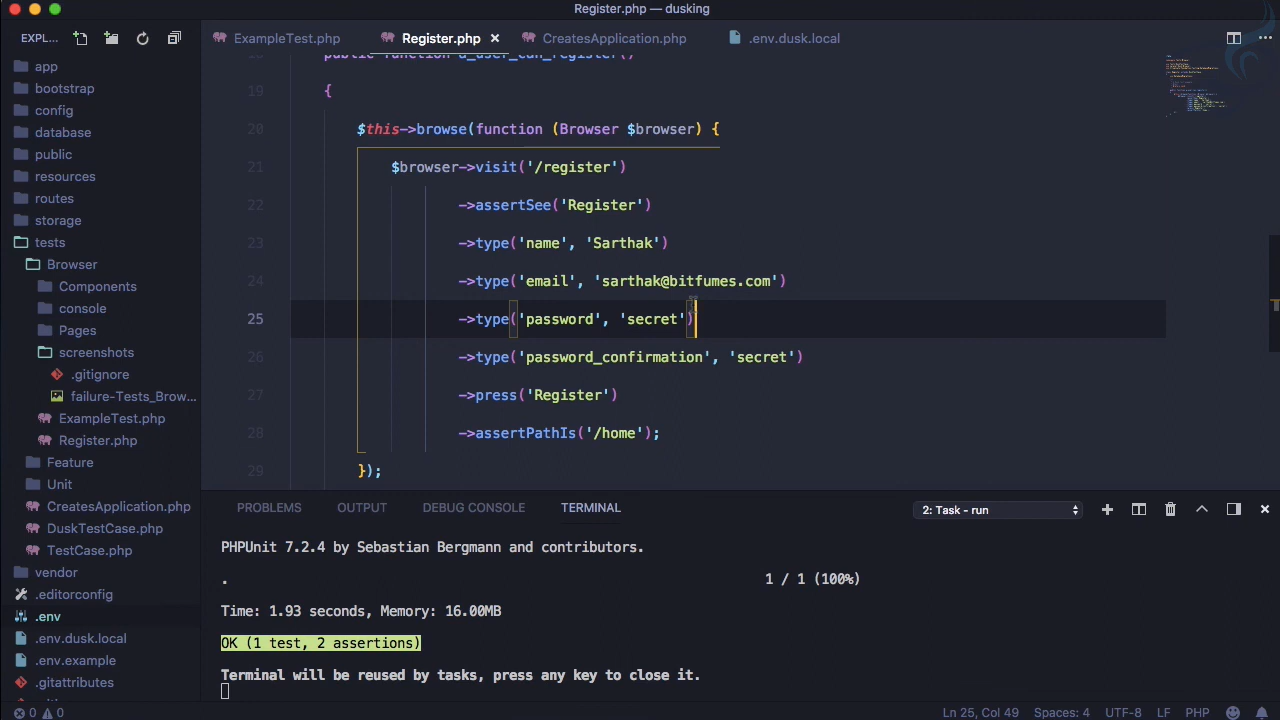 Register.php — dusking
EXPL...
ExampleTest.php
Register.php
CreatesApplication.php
.env.dusk.local
app
bootstrap
config
database
public
resources
routes
storage
tests
Browser
Components
console
Pages
screenshots
.gitignore
failure-Tests_Brow...
ExampleTest.php
Register.php
Feature
Unit
CreatesApplication.php
DuskTestCase.php
TestCase.php
vendor
.editorconfig
.env
.env.dusk.local
.env.example
.gitattributes
public function a_user_can_register()
19 {
20 $this->browse(function (Browser $browser) {
21 $browser->visit('/register')
22 ->assertSee('Register')
23 ->type('name', 'Sarthak')
24 ->type('email', 'sarthak@bitfumes.com')
25 ->type('password', 'secret')
26 ->type('password_confirmation', 'secret')
27 ->press('Register')
28 ->assertPathIs('/home');
29 });
PROBLEMS OUTPUT DEBUG CONSOLE TERMINAL 2: Task - run
PHPUnit 7.2.4 by Sebastian Bergmann and contributors.
. 1 / 1 (100%)
Time: 1.93 seconds, Memory: 16.00MB
OK (1 test, 2 assertions)
Terminal will be reused by tasks, press any key to close it.
0 0 Ln 25, Col 49 Spaces: 4 UTF-8 LF PHP